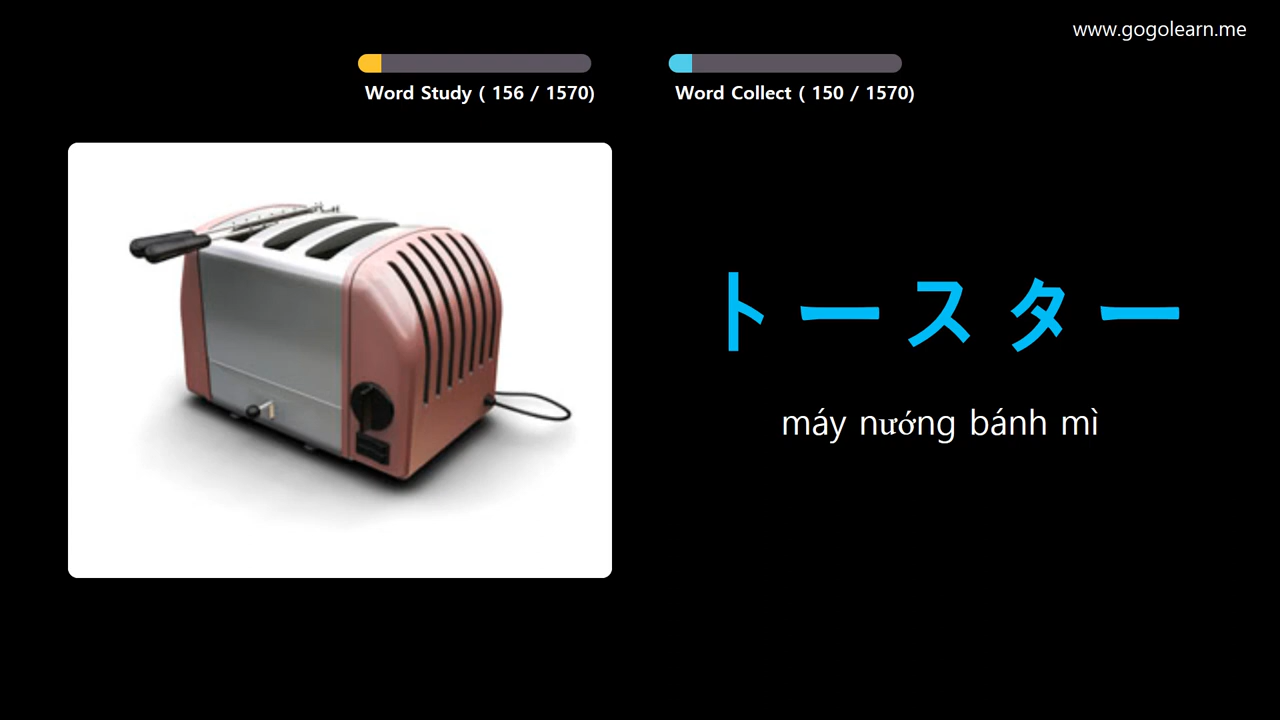 www.gogolearn.me
Word Study ( 156 / 1570)
Word Collect ( 150 / 1570)
トースター
máy nướng bánh mì